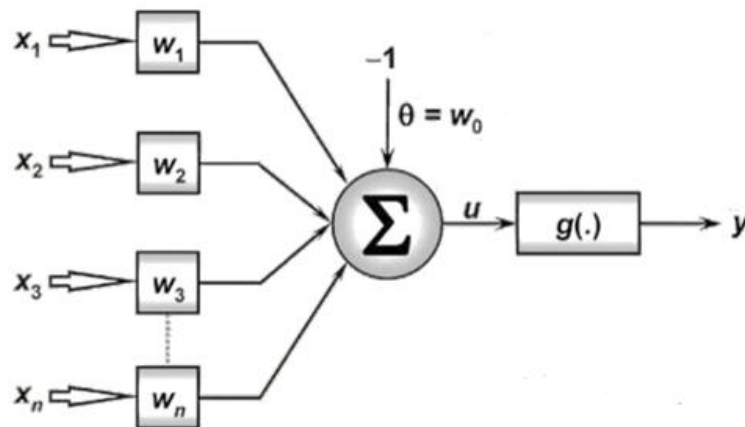 x1 w1
–1
θ = w0
x2 w2
Σ u g(.) y
x3 w3
xn wn